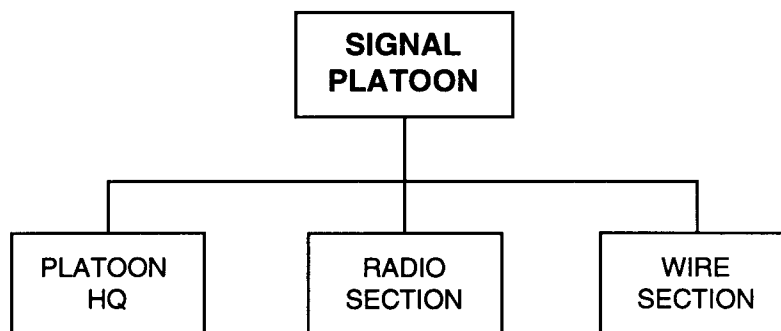 SIGNAL
PLATOON
PLATOON
HQ
RADIO
SECTION
WIRE
SECTION